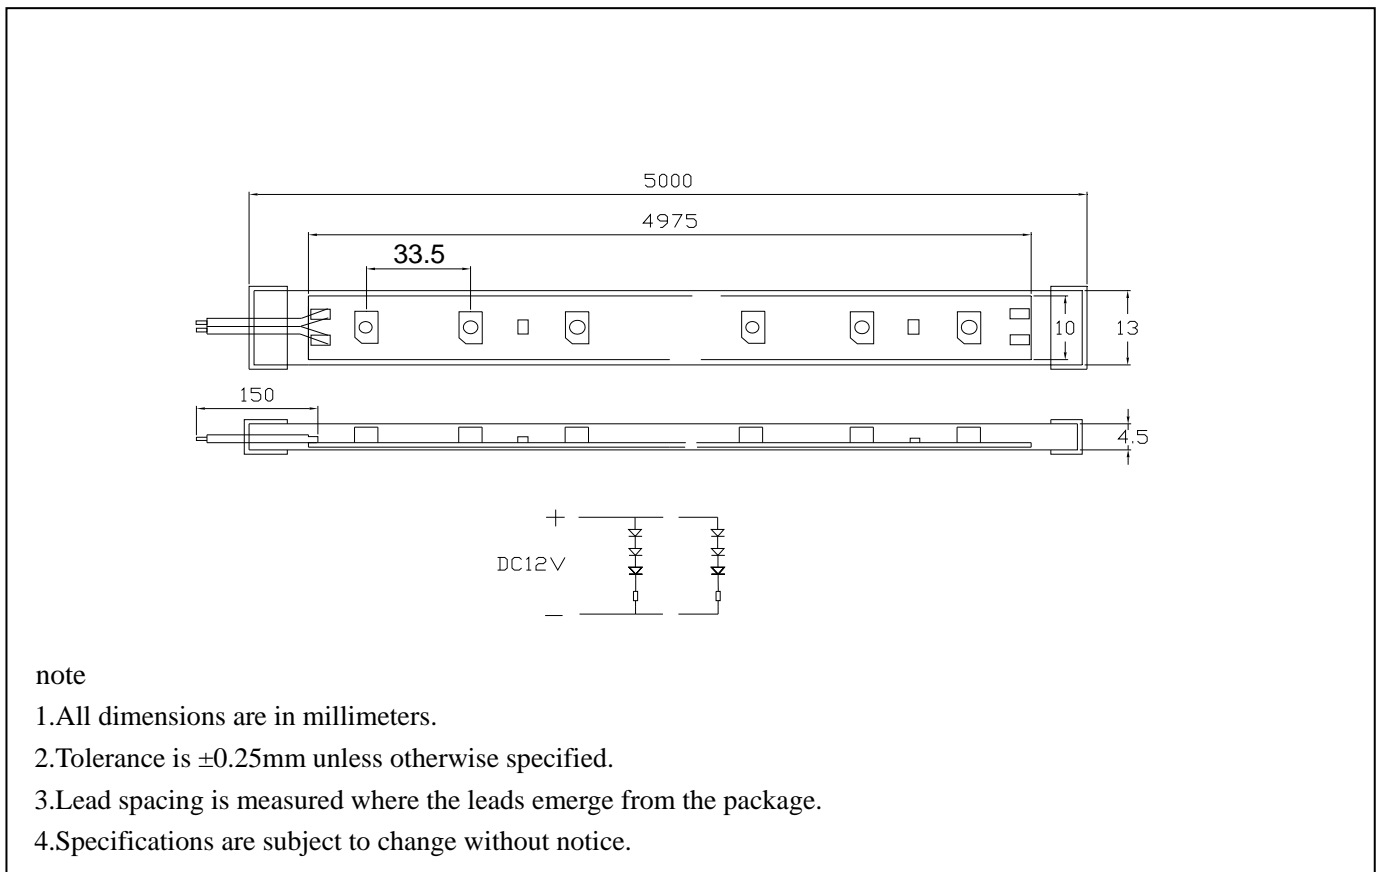 5000
4975
33.5
10
13
150
4.5
+
DC12V
—
note
1.All dimensions are in millimeters.
2.Tolerance is ±0.25mm unless otherwise specified.
3.Lead spacing is measured where the leads emerge from the package.
4.Specifications are subject to change without notice.